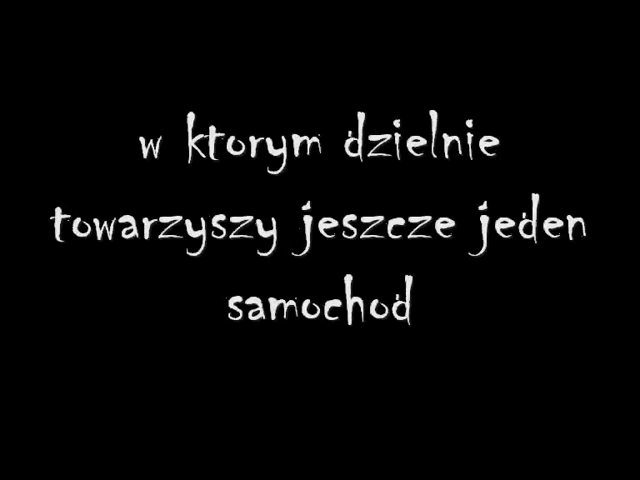 w ktorym dzielnie
towarzyszy jeszcze jeden
samochod